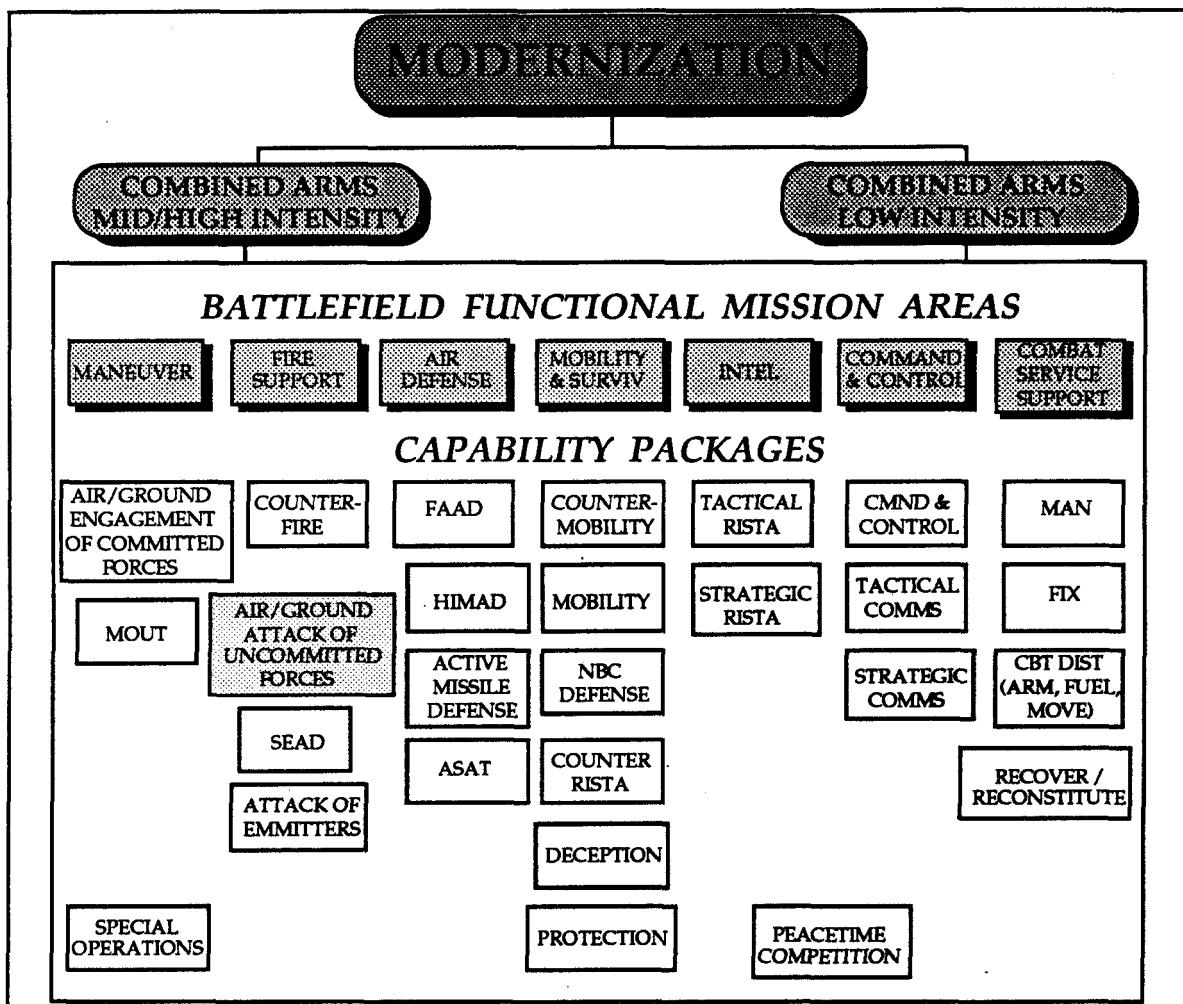 MODERNIZATION
COMBINED ARMS
MID/HIGH INTENSITY
COMBINED ARMS
LOW INTENSITY
BATTLEFIELD FUNCTIONAL MISSION AREAS
MANEUVER
FIRE
SUPPORT
AIR
DEFENSE
MOBILITY
& SURVIV
INTEL
COMMAND
& CONTROL
COMBAT
SERVICE
SUPPORT
CAPABILITY PACKAGES
AIR/GROUND
ENGAGEMENT
OF COMMITTED
FORCES
MOUT
SPECIAL
OPERATIONS
COUNTER-
FIRE
AIR/GROUND
ATTACK OF
UNCOMMITTED
FORCES
SEAD
ATTACK OF
EMMITTERS
FAAD
HIMAD
ACTIVE
MISSILE
DEFENSE
ASAT
COUNTER-
MOBILITY
MOBILITY
NBC
DEFENSE
COUNTER
RISTA
DECEPTION
PROTECTION
TACTICAL
RISTA
STRATEGIC
RISTA
CMND &
CONTROL
TACTICAL
COMMS
STRATEGIC
COMMS
PEACETIME
COMPETITION
MAN
FIX
CBT DIST
(ARM, FUEL,
MOVE)
RECOVER /
RECONSTITUTE